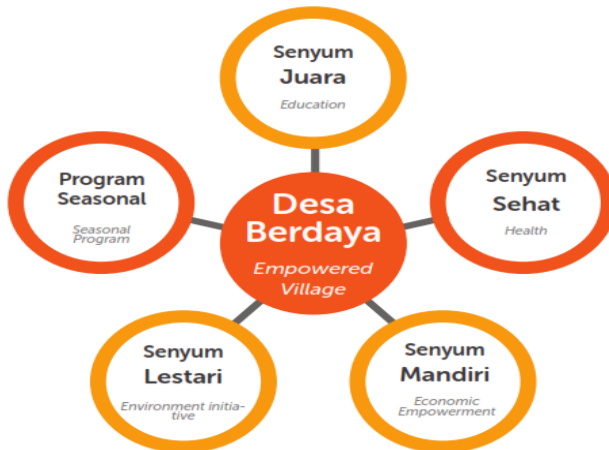 Senyum
Juara
Education
Program
Seasonal
Seasonal
Program
Desa
Berdaya
Empowered
Village
Senyum
Sehat
Health
Senyum
Lestari
Environment initia-
tive
Senyum
Mandiri
Economic
Empowerment